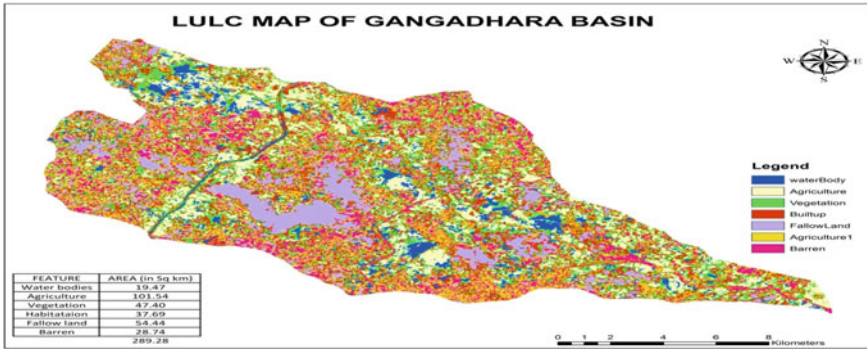 LULC MAP OF GANGADHARA BASIN
N
W E
S
Legend
waterBody
Agriculture
Vegetation
Builtup
FallowLand
Agriculture1
Barren
FEATURE AREA (in Sq km)
Water bodies 19.47
Agriculture 101.54
Vegetation 47.40
Habitataion 37.69
Fallow land 54.44
Barren 28.74
289.28
0 1 2 4 6 8
Kilometers